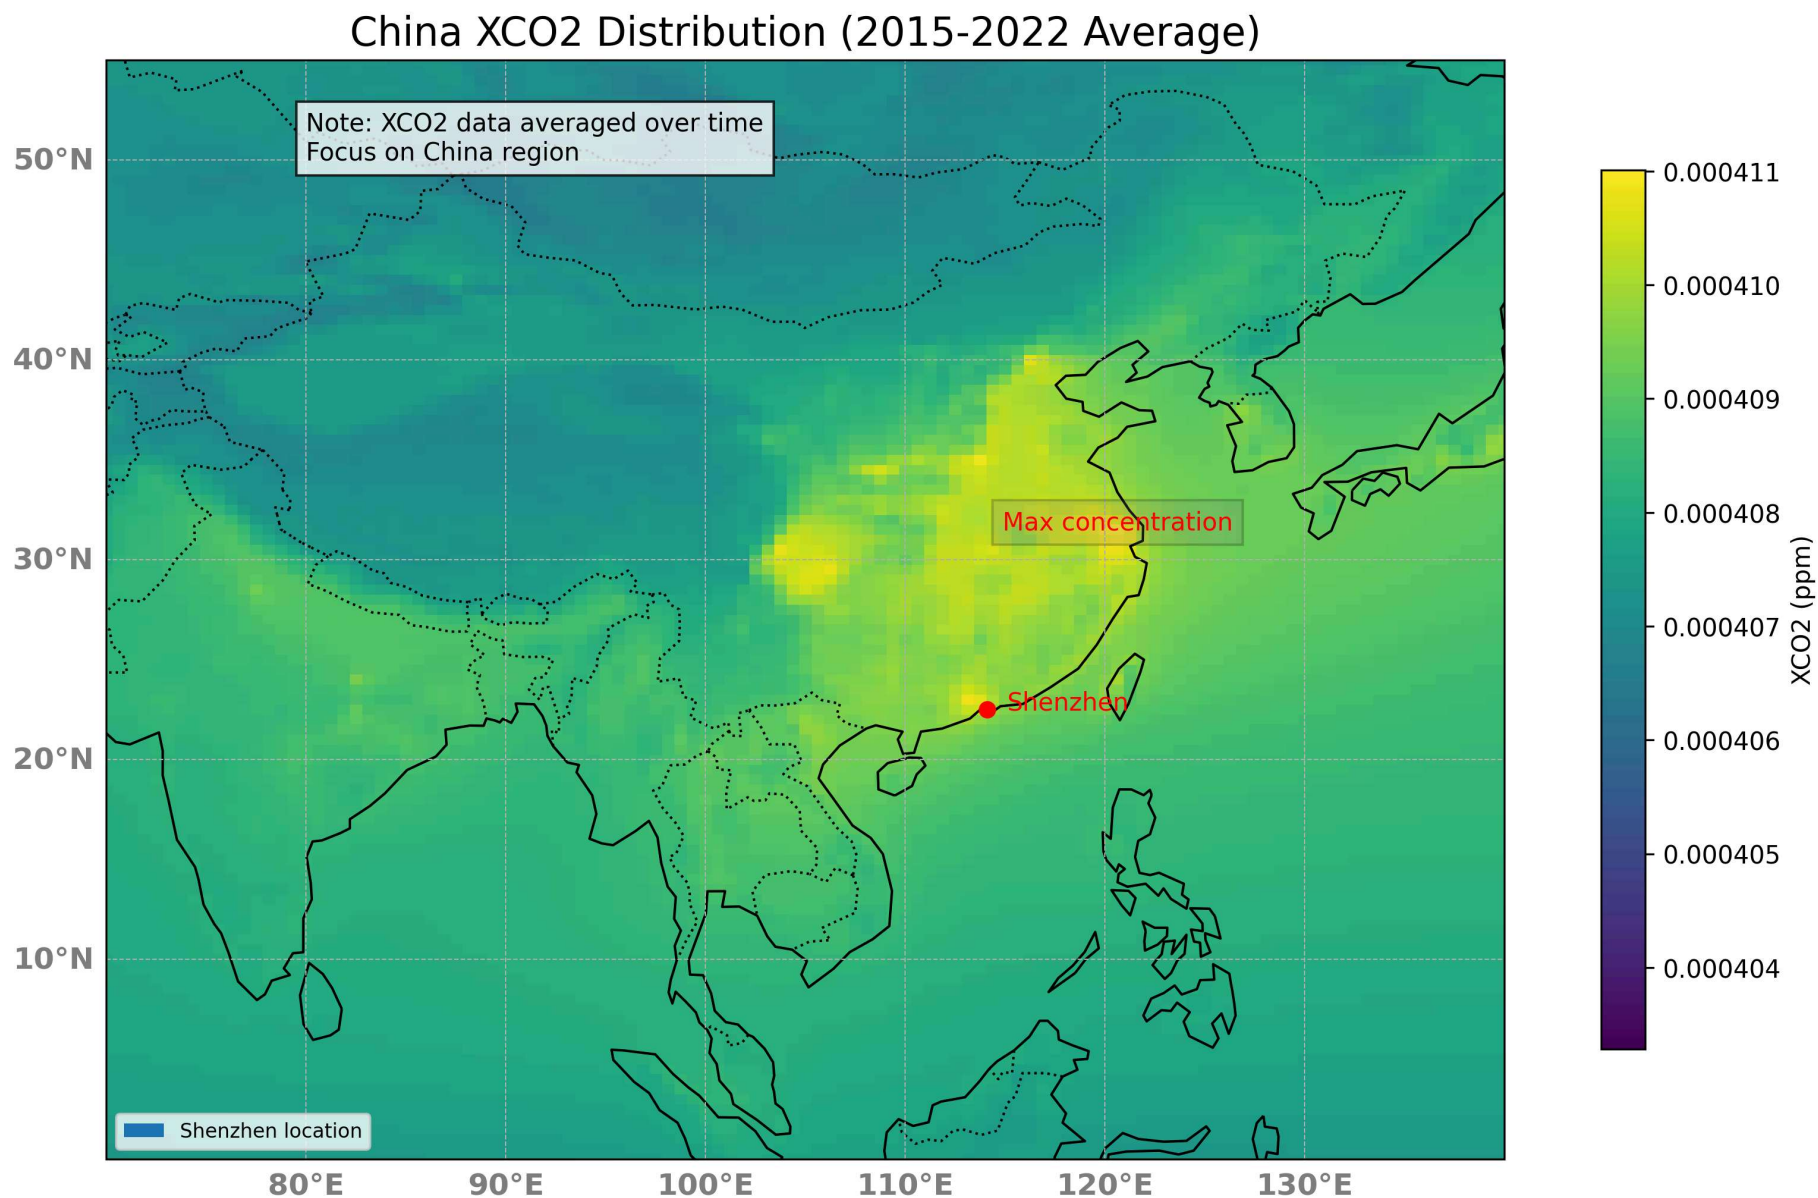 China XCO2 Distribution (2015-2022 Average)
Note: XCO2 data averaged over time
Focus on China region
50°N
40°N
30°N
20°N
10°N
Max concentration
Shenzhen
Shenzhen location
80°E
90°E
100°E
110°E
120°E
130°E
0.000411
0.000410
0.000409
0.000408
0.000407
0.000406
0.000405
0.000404
XCO2 (ppm)